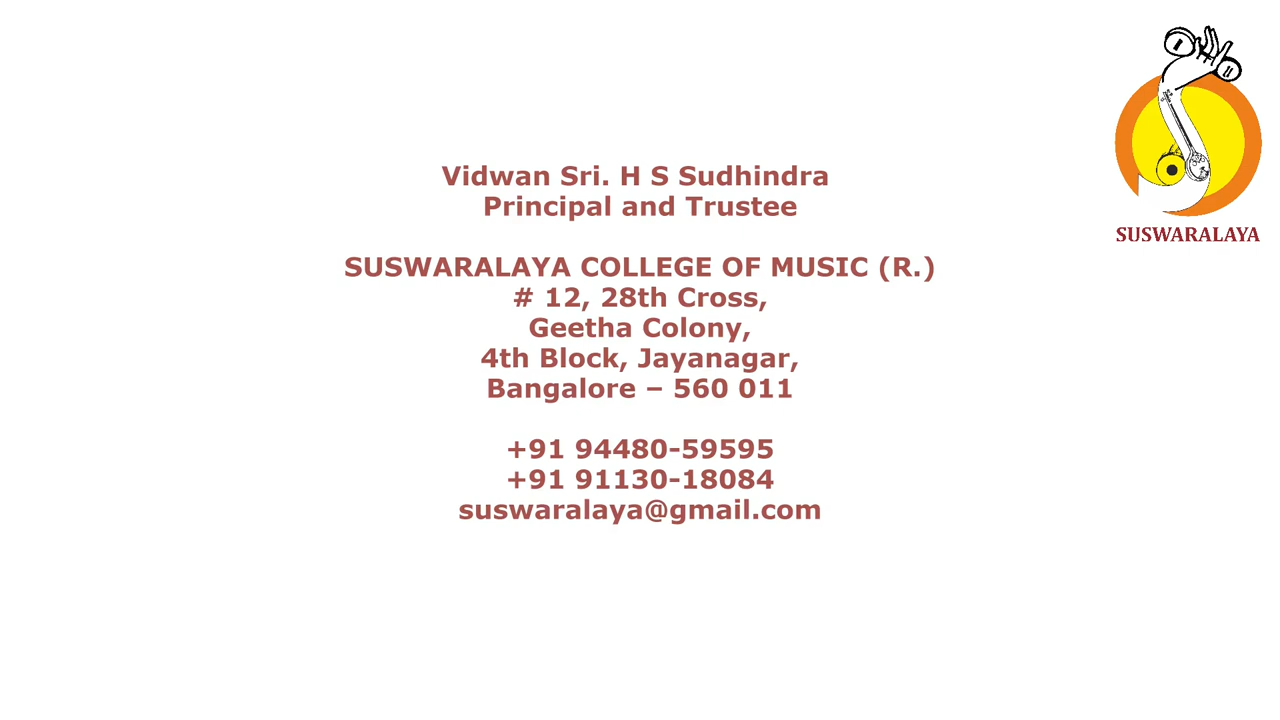 Vidwan Sri. H S Sudhindra
Principal and Trustee
SUSWARALAYA COLLEGE OF MUSIC (R.)
# 12, 28th Cross,
Geetha Colony,
4th Block, Jayanagar,
Bangalore – 560 011
+91 94480-59595
+91 91130-18084
suswaralaya@gmail.com
SUSWARALAYA